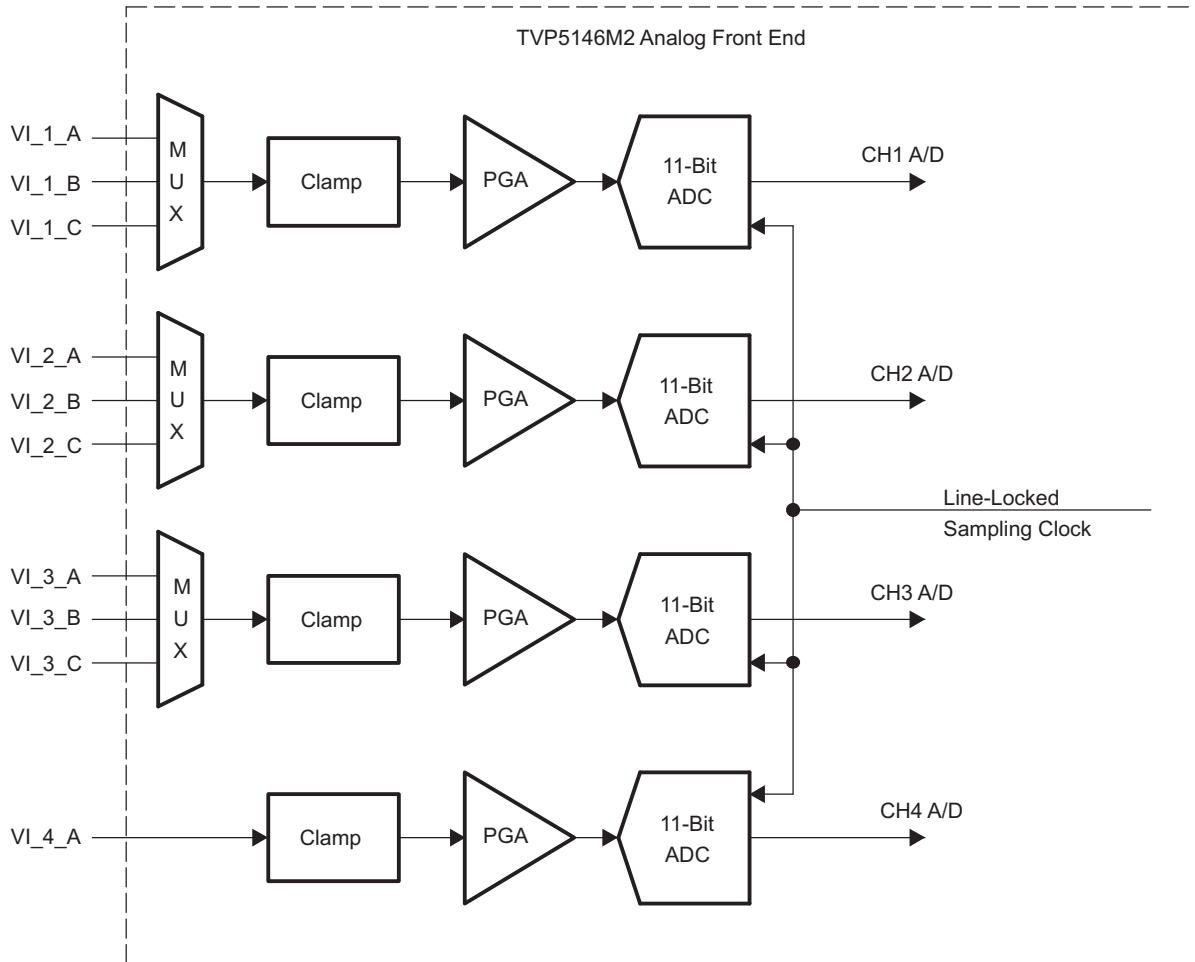 TVP5146M2 Analog Front End
VI_1_A
VI_1_B
VI_1_C
M
U
X
Clamp
PGA
11-Bit
ADC
CH1 A/D
VI_2_A
VI_2_B
VI_2_C
M
U
X
Clamp
PGA
11-Bit
ADC
CH2 A/D
Line-Locked
Sampling Clock
VI_3_A
VI_3_B
VI_3_C
M
U
X
Clamp
PGA
11-Bit
ADC
CH3 A/D
VI_4_A
Clamp
PGA
11-Bit
ADC
CH4 A/D